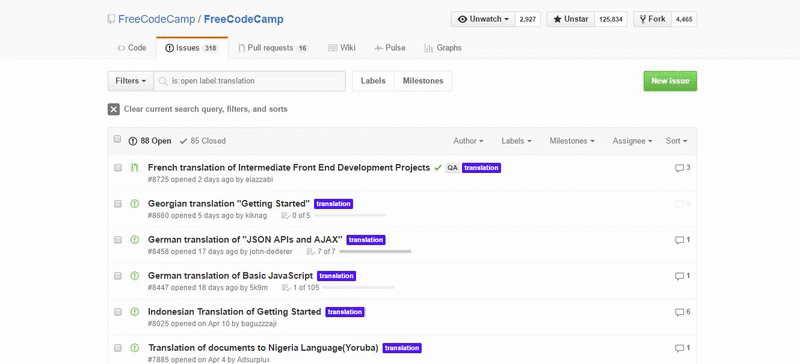 FreeCodeCamp / FreeCodeCamp
Unwatch 2,927 Unstar 125,834 Fork 4,465
Code Issues 318 Pull requests 16 Wiki Pulse Graphs
Filters is:open label:translation Labels Milestones New issue
Clear current search query, filters, and sorts
88 Open 85 Closed Author Labels Milestones Assignee Sort
French translation of Intermediate Front End Development Projects QA translation 3
#8725 opened 2 days ago by elazzabi
Georgian translation "Getting Started" translation
#8660 opened 5 days ago by kiknag 0 of 5
German translation of "JSON APIs and AJAX" translation 1
#8458 opened 17 days ago by john-dederer 7 of 7
German translation of Basic JavaScript translation 1
#8447 opened 18 days ago by 5k9m 1 of 105
Indonesian Translation of Getting Started translation 6
#8025 opened on Apr 10 by baguzzzaji
Translation of documents to Nigeria Language(Yoruba) translation 1
#7885 opened on Apr 4 by Adsurplux